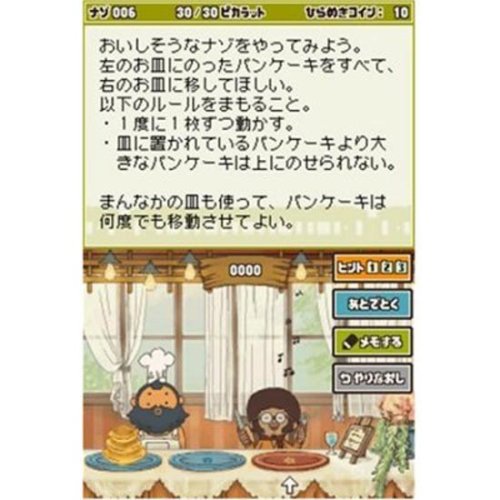 ナゾ006 30/30ピカラット ひらめきコイン: 10
おいしそうなナゾをやってみよう。
左のお皿にのったパンケーキをすべて、
右のお皿に移してほしい。
以下のルールをまもること。
・1度に1枚ずつ動かす。
・皿に置かれているパンケーキより大
きなパンケーキは上にのせられない。
まんなかの皿も使って、パンケーキは
何度でも移動させてよい。
0000
ヒント 1 2 3
あとでとく
メモする
やりなおし